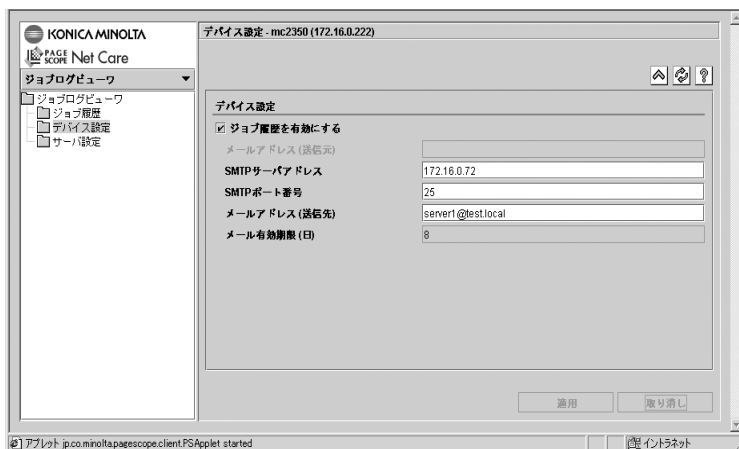 KONICA MINOLTA
PAGE SCOPE Net Care
ジョブログビューワ
ジョブログビューワ
ジョブ履歴
デバイス設定
サーバ設定
デバイス設定 - mc2350 (172.16.0.222)
デバイス設定
ジョブ履歴を有効にする
メールアドレス (送信元)
SMTPサーバアドレス 172.16.0.72
SMTPポート番号 25
メールアドレス (送信先) server1@test.local
メール有効期限 (日) 8
適用 取り消し
アプレット jp.co.minolta.pagescope.client.PSApplet started イントラネット